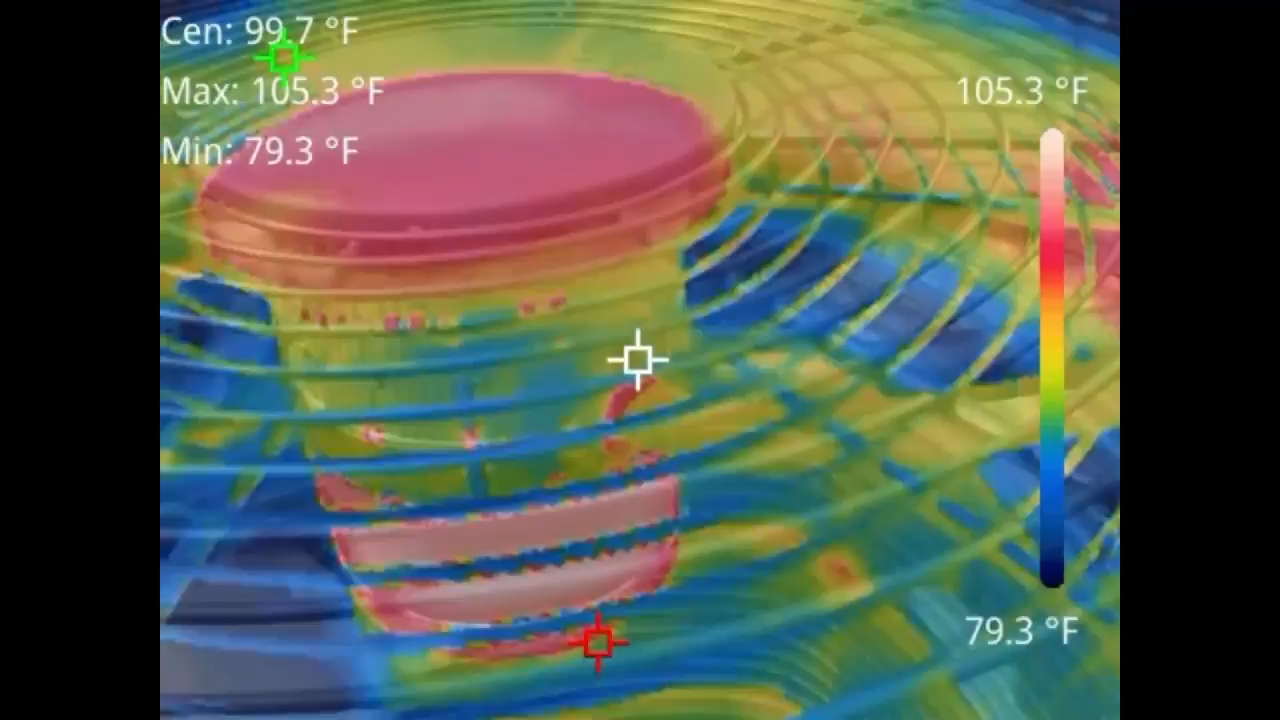 Cen: 99.7 °F
Max: 105.3 °F
Min: 79.3 °F
105.3 °F
79.3 °F